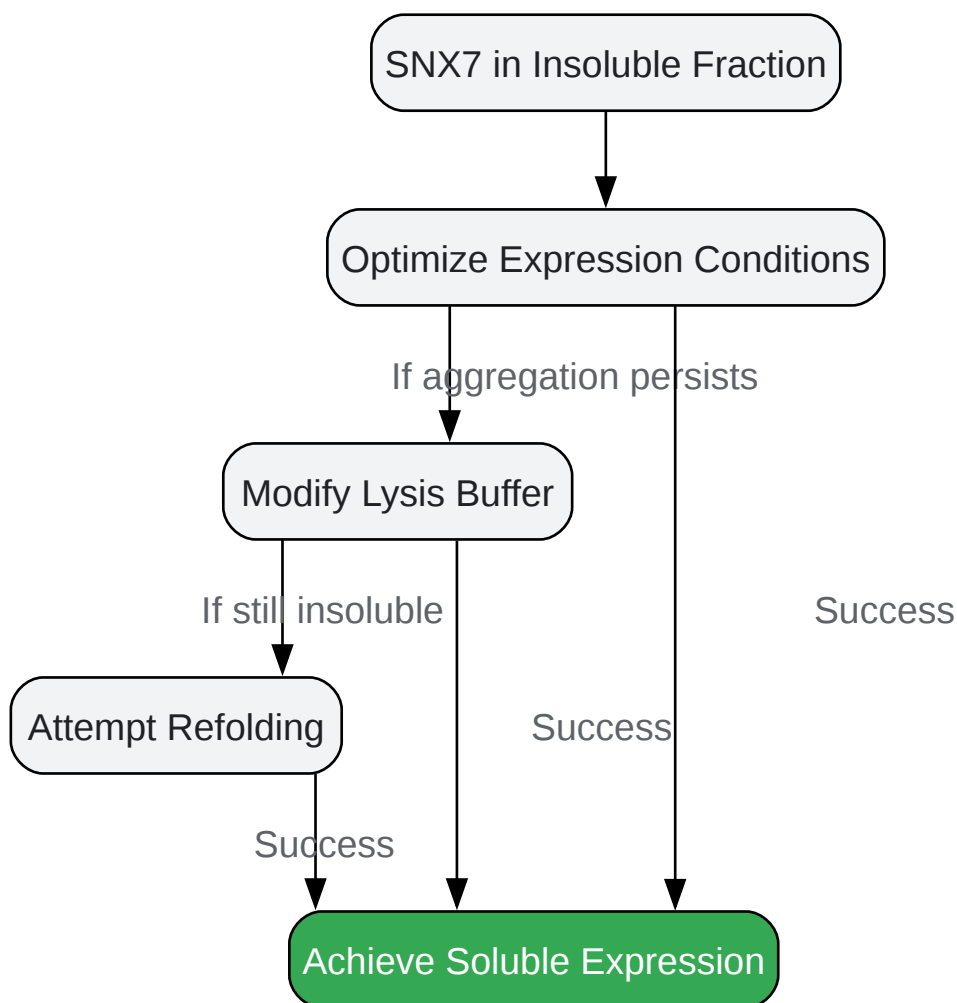 SNX7 in Insoluble Fraction
Optimize Expression Conditions
If aggregation persists
Modify Lysis Buffer
If still insoluble
Success
Attempt Refolding
Success
Success
Achieve Soluble Expression